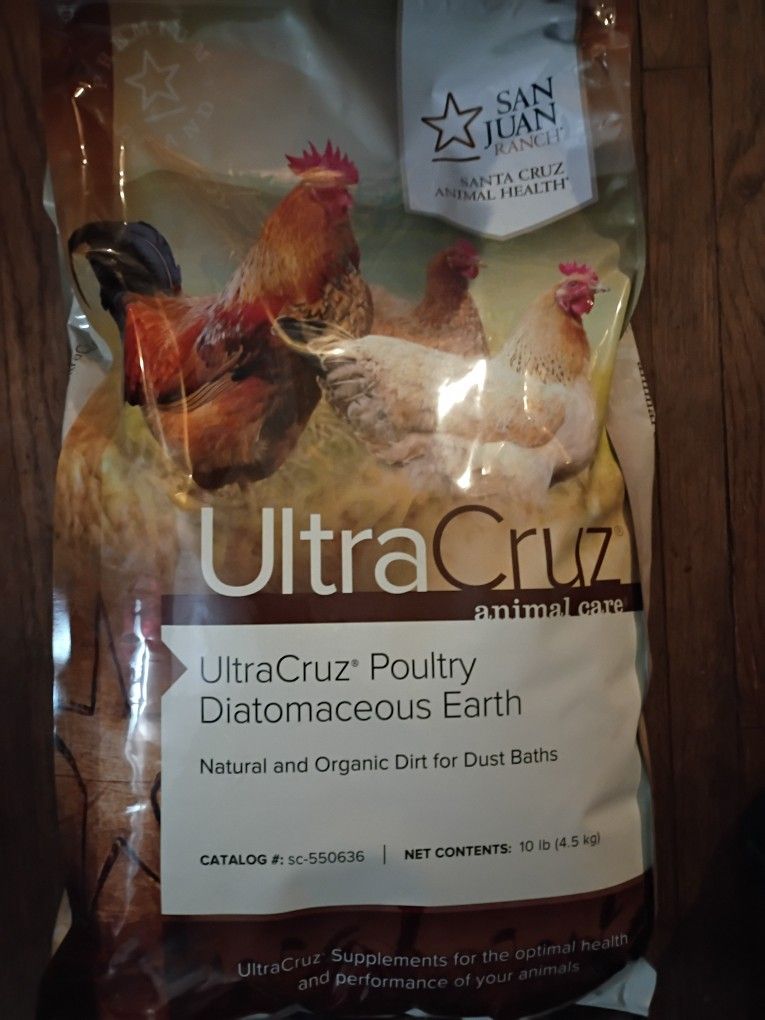 SAN
JUAN
RANCH®
SANTA CRUZ
ANIMAL HEALTH®
UltraCruz®
animal care®
UltraCruz® Poultry
Diatomaceous Earth
Natural and Organic Dirt for Dust Baths
CATALOG #: sc-550636 | NET CONTENTS: 10 lb (4.5 kg)
UltraCruz® Supplements for the optimal health
and performance of your animals